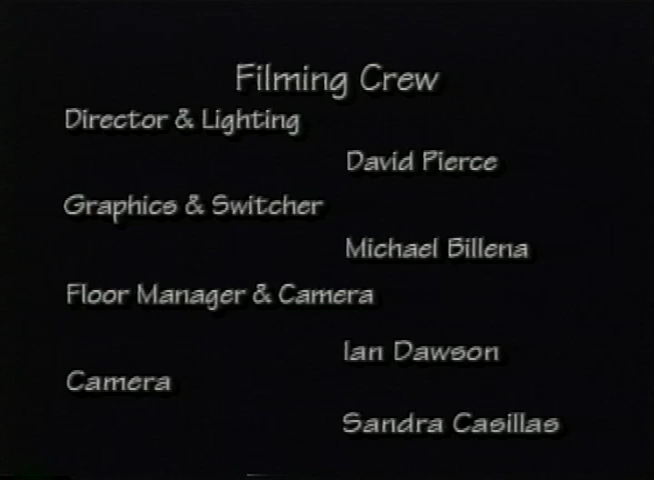 Filming Crew
Director & Lighting
David Pierce
Graphics & Switcher
Michael Billena
Floor Manager & Camera
Ian Dawson
Camera
Sandra Casillas